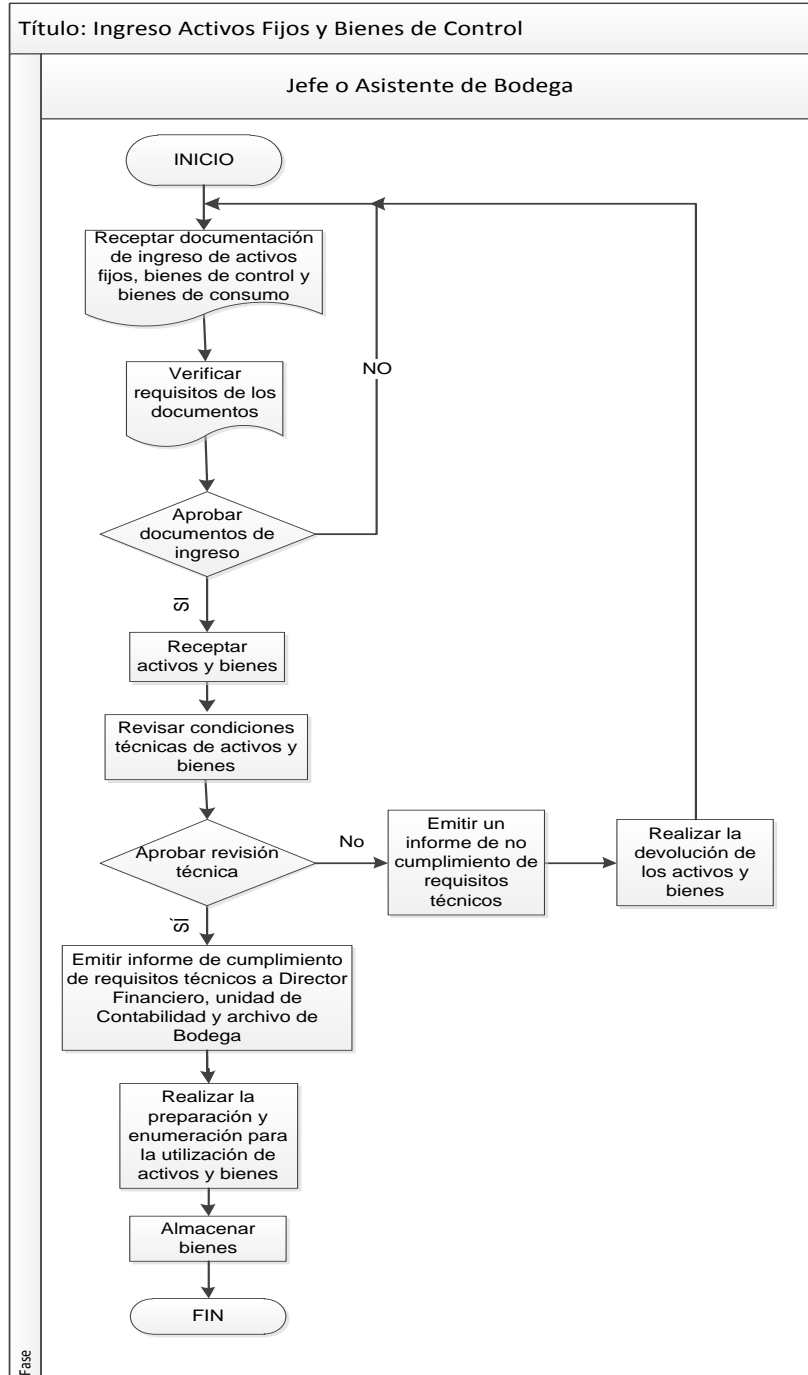 Título: Ingreso Activos Fijos y Bienes de Control
Jefe o Asistente de Bodega
INICIO
Receptar documentación
de ingreso de activos
fijos, bienes de control y
bienes de consumo
Verificar
requisitos de los
documentos
NO
Aprobar
documentos de
ingreso
SI
Receptar
activos y bienes
Revisar condiciones
técnicas de activos y
bienes
Aprobar revisión
técnica
No
Emitir un
informe de no
cumplimiento de
requisitos
técnicos
Realizar la
devolución de
los activos y
bienes
SÍ
Emitir informe de cumplimiento
de requisitos técnicos a Director
Financiero, unidad de
Contabilidad y archivo de
Bodega
Realizar la
preparación y
enumeración para
la utilización de
activos y bienes
Almacenar
bienes
FIN
Fase